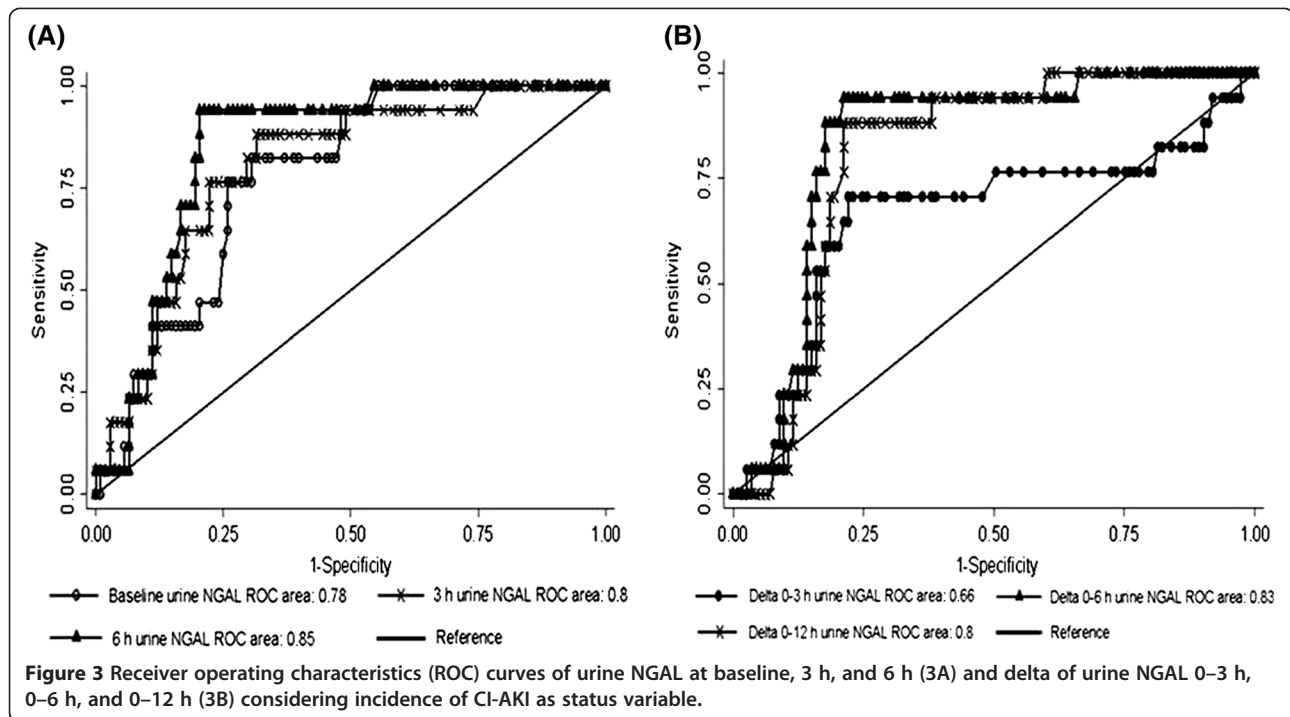 (A)
(B)
Sensitivity
1.00
0.75
0.50
0.25
0.00
0.00 0.25 0.50 0.75 1.00
1-Specificity
Baseline urine NGAL ROC area: 0.78
3 h urine NGAL ROC area: 0.8
6 h urine NGAL ROC area: 0.85
Reference
Sensitivity
1.00
0.75
0.50
0.25
0.00
0.00 0.25 0.50 0.75 1.00
1-Specificity
Delta 0-3 h urine NGAL ROC area: 0.66
Delta 0-6 h urine NGAL ROC area: 0.83
Delta 0-12 h urine NGAL ROC area: 0.8
Reference
Figure 3 Receiver operating characteristics (ROC) curves of urine NGAL at baseline, 3 h, and 6 h (3A) and delta of urine NGAL 0–3 h,
0–6 h, and 0–12 h (3B) considering incidence of CI-AKI as status variable.